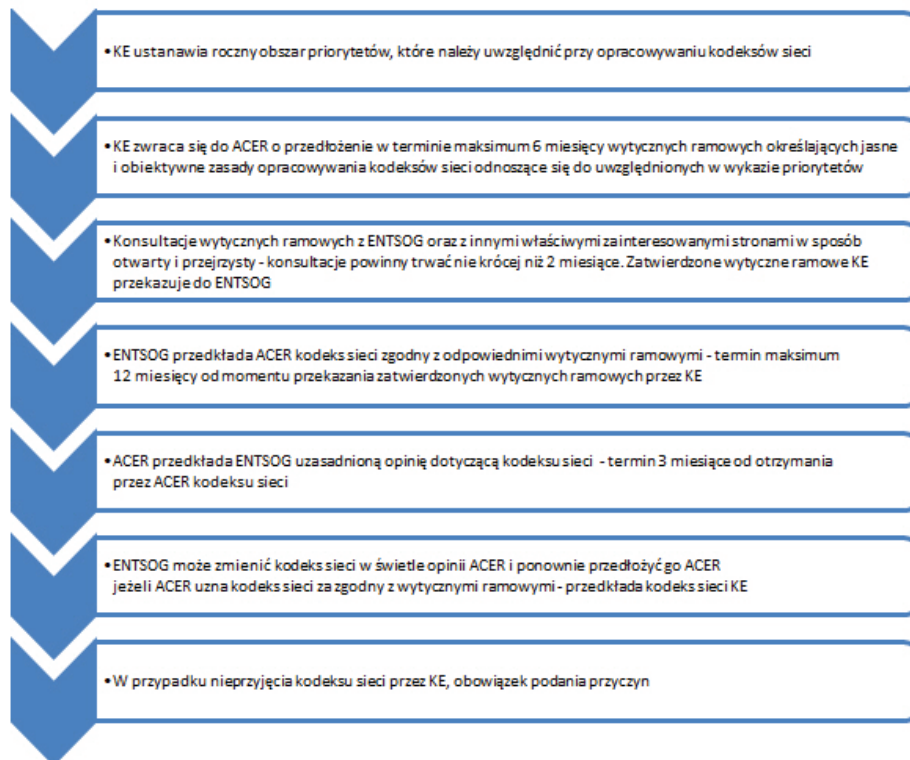 •KE ustanawia roczny obszar priorytetów, które należy uwzględnić przy opracowywaniu kodeksów sieci
•KE zwraca się do ACER o przedłożenie w terminie maksimum 6 miesięcy wytycznych ramowych określających jasne
i obiektywne zasady opracowywania kodeksów sieci odnoszące się do uwzględnionych w wykazie priorytetów
•Konsultacje wytycznych ramowych z ENTSOG oraz z innymi właściwymi zainteresowanymi stronami w sposób
otwarty i przejrzysty - konsultacje powinny trwać nie krócej niż 2 miesiące. Zatwierdzone wytyczne ramowe KE
przekazuje do ENTSOG
•ENTSOG przedkłada ACER kodeks sieci zgodny z odpowiednimi wytycznymi ramowymi - termin maksimum
12 miesięcy od momentu przekazania zatwierdzonych wytycznych ramowych przez KE
•ACER przedkłada ENTSOG uzasadnioną opinię dotyczącą kodeksu sieci - termin 3 miesiące od otrzymania
przez ACER kodeksu sieci
•ENTSOG może zmienić kodeks sieci w świetle opinii ACER i ponownie przedłożyć go ACER
jeżeli ACER uzna kodeks sieci za zgodny z wytycznymi ramowymi - przedkłada kodeks sieci KE
•W przypadku nieprzyjęcia kodeksu sieci przez KE, obowiązek podania przyczyn